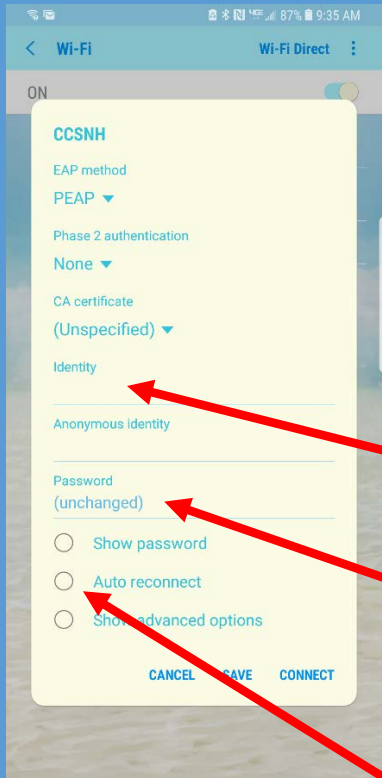 87% 9:35 AM
< Wi-Fi Wi-Fi Direct
ON
CCSNH
EAP method
PEAP
Phase 2 authentication
None
CA certificate
(Unspecified)
Identity
Anonymous identity
Password
(unchanged)
Show password
Auto reconnect
Show advanced options
CANCEL SAVE CONNECT